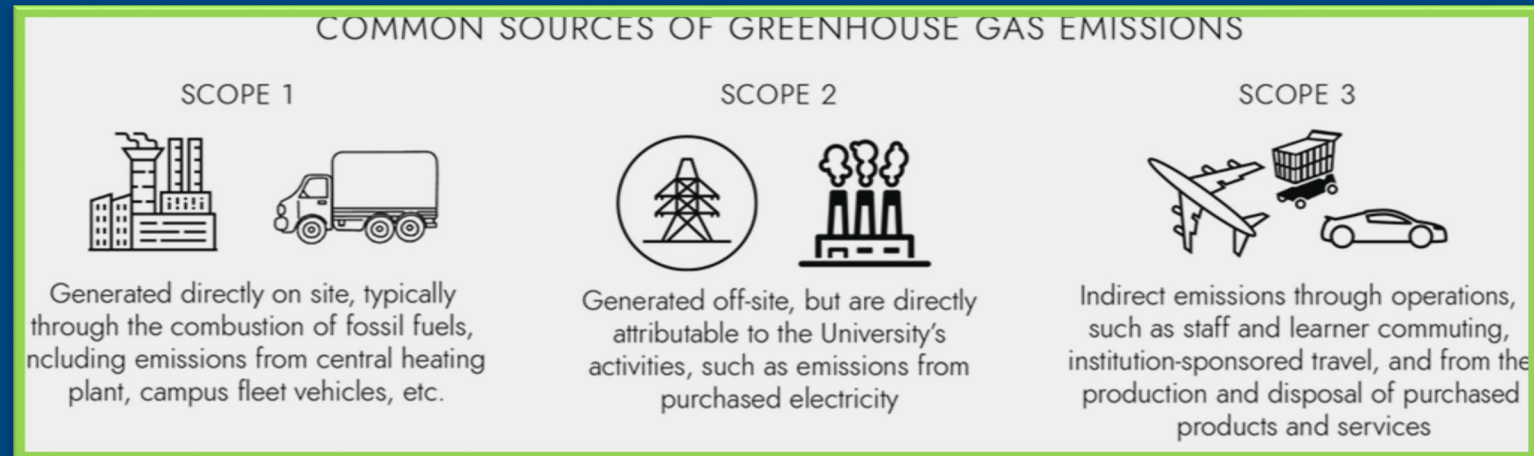 COMMON SOURCES OF GREENHOUSE GAS EMISSIONS
SCOPE 1
Generated directly on site, typically
through the combustion of fossil fuels,
ncluding emissions from central heating
plant, campus fleet vehicles, etc.
SCOPE 2
Generated off-site, but are directly
attributable to the University's
activities, such as emissions from
purchased electricity
SCOPE 3
Indirect emissions through operations,
such as staff and learner commuting,
institution-sponsored travel, and from the
production and disposal of purchased
products and services